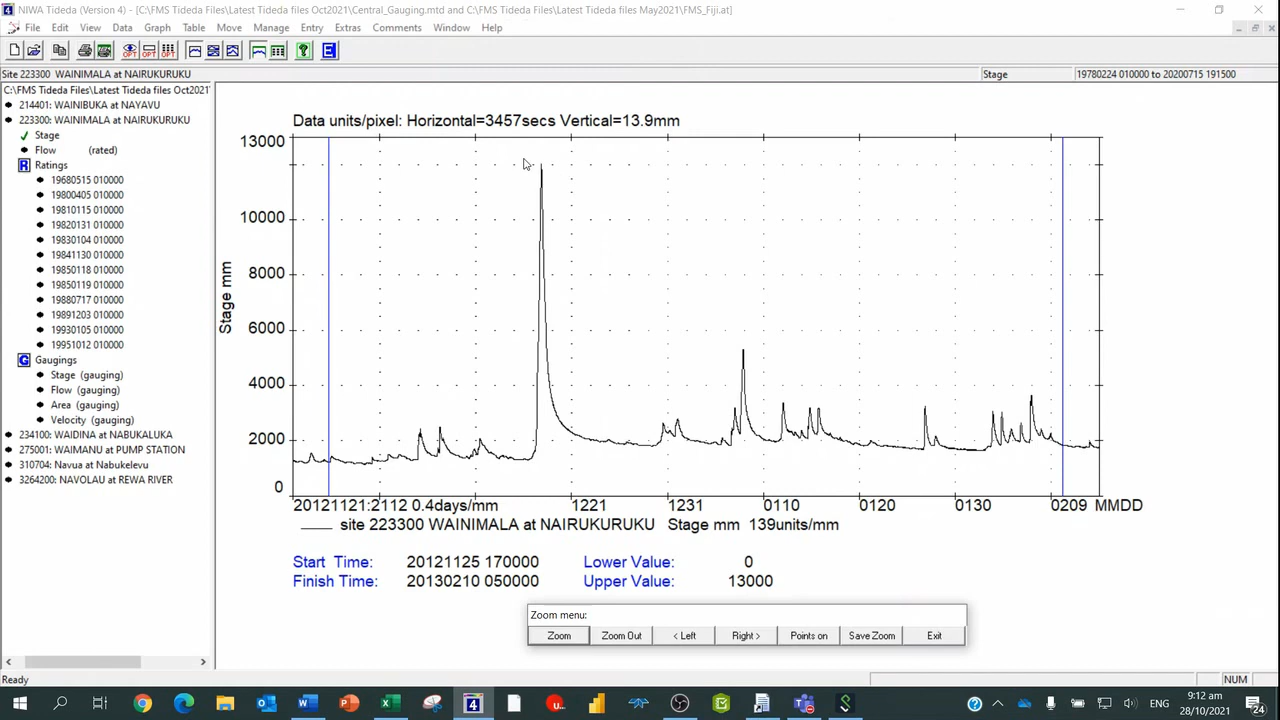 NIWA Tideda (Version 4) - [C:\FMS Tideda Files\Latest Tideda files Oct2021\Central_Gauging.mtd and C:\FMS Tideda Files\Latest Tideda files May2021\FMS_Fiji.at]
File Edit View Data Graph Table Move Manage Entry Extras Comments Window Help
OPT OPT OPT ? E
Site 223300 WAINIMALA at NAIRUKURUKU Stage 19780224 010000 to 20200715 191500
C:\FMS Tideda Files\Latest Tideda files Oct2021\
214401: WAINIBUKA at NAYAVU
223300: WAINIMALA at NAIRUKURUKU
Stage
Flow (rated)
R Ratings
19680515 010000
19800405 010000
19810115 010000
19820131 010000
19830104 010000
19841130 010000
19850118 010000
19850119 010000
19880717 010000
19891203 010000
19930105 010000
19951012 010000
G Gaugings
Stage (gauging)
Flow (gauging)
Area (gauging)
Velocity (gauging)
234100: WAIDINA at NABUKALUKA
275001: WAIMANU at PUMP STATION
310704: Navua at Nabukelevu
3264200: NAVOLAU at REWA RIVER
Data units/pixel: Horizontal=3457secs Vertical=13.9mm
13000
10000
8000
6000
4000
2000
0
Stage mm
20121121:2112 0.4days/mm 1221 1231 0110 0120 0130 0209 MMDD
site 223300 WAINIMALA at NAIRUKURUKU Stage mm 139units/mm
Start Time: 20121125 170000 Lower Value: 0
Finish Time: 20130210 050000 Upper Value: 13000
Zoom menu:
Zoom Zoom Out < Left Right > Points on Save Zoom Exit
Ready NUM
4 ENG 9:12 am
28/10/2021 24